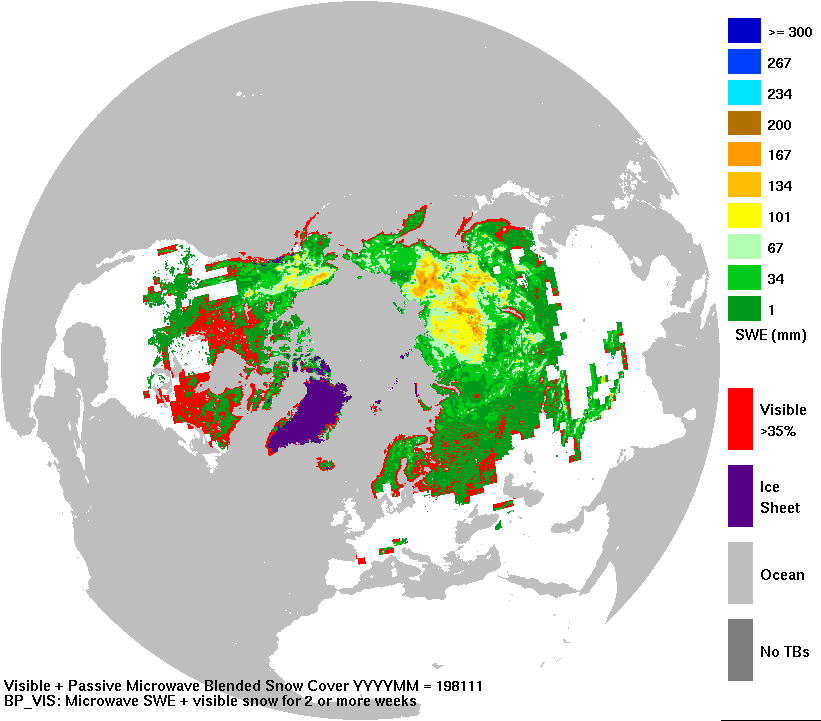 >= 300
267
234
200
167
134
101
67
34
1
SWE (mm)
Visible
>35%
Ice
Sheet
Ocean
No TBs
Visible + Passive Microwave Blended Snow Cover YYYYMM = 198111
BP_VIS: Microwave SWE + visible snow for 2 or more weeks